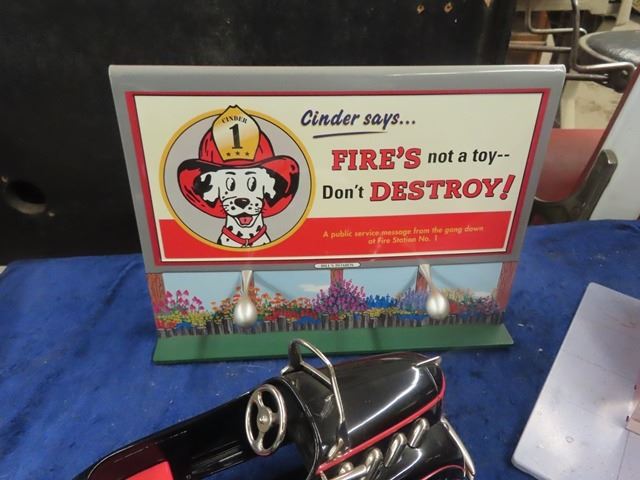 CINDER
1
Cinder says...
FIRE'S not a toy--
Don't DESTROY!
A public service message from the gang down
at Fire Station No. 1